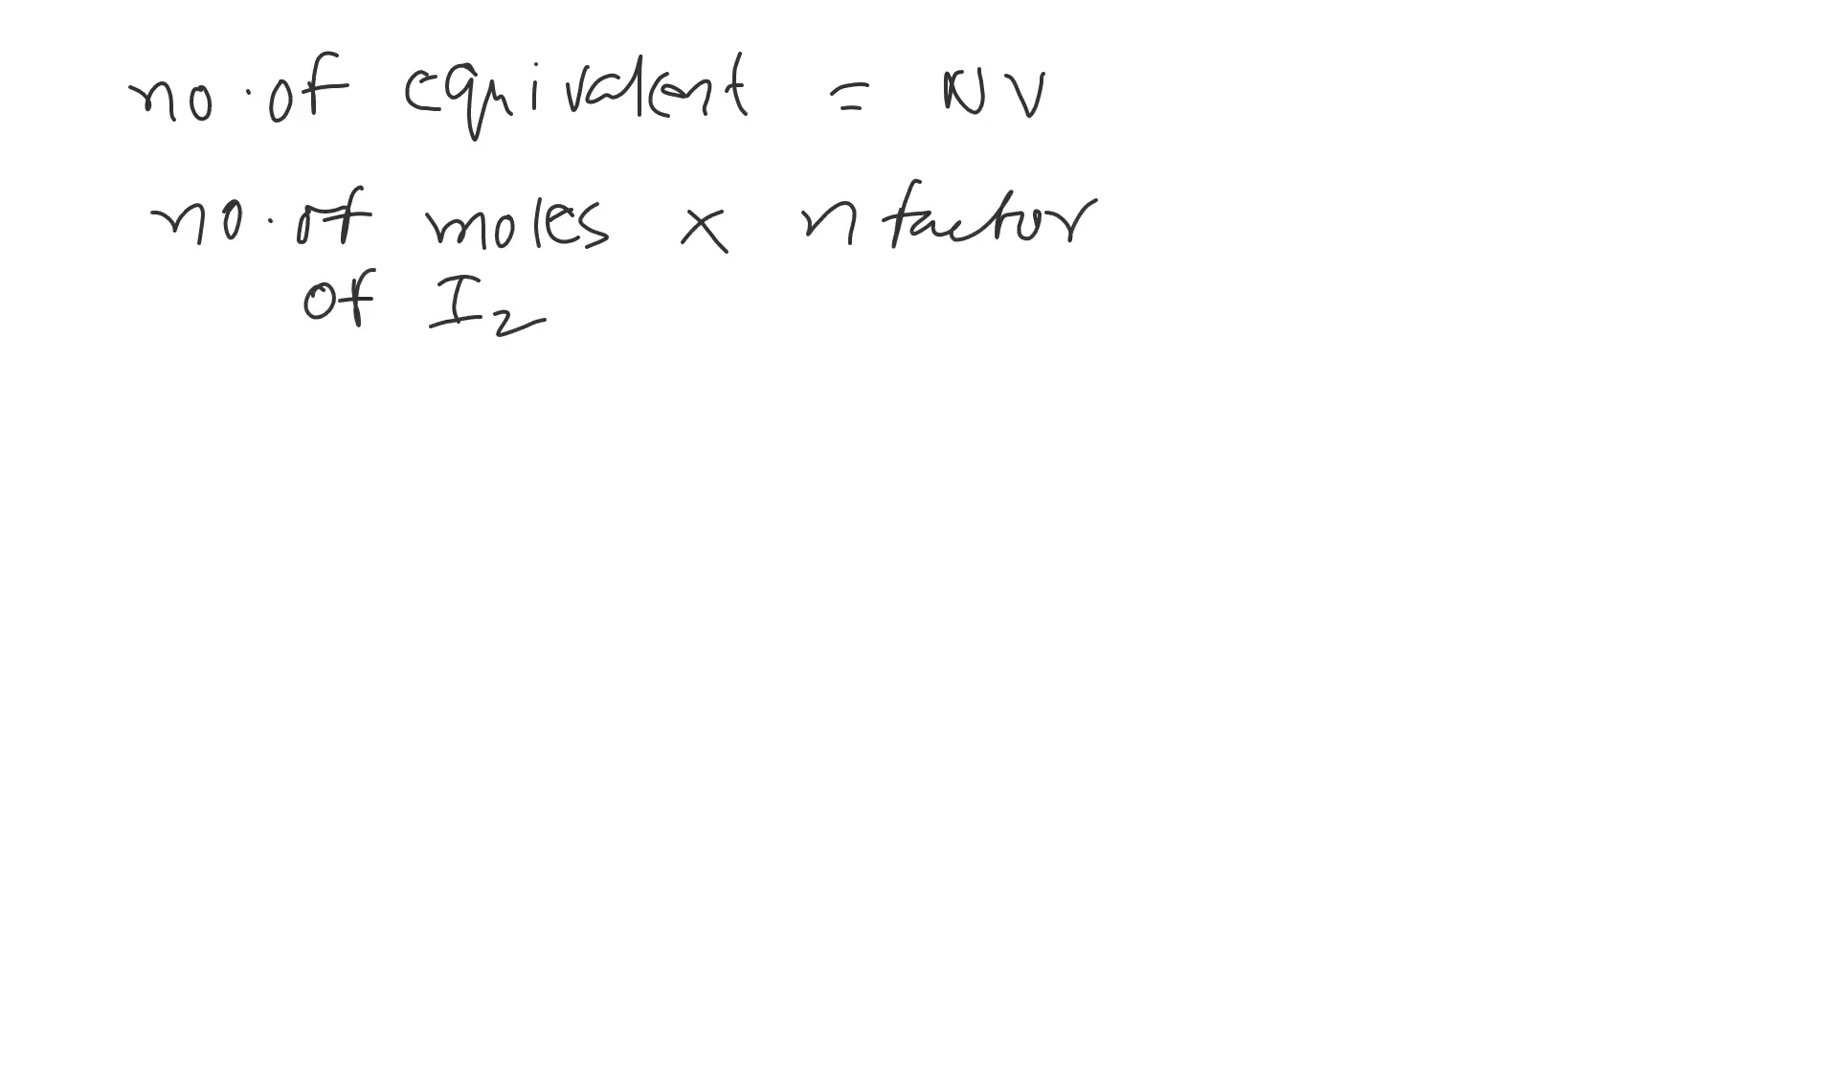 no. of equivalent = NV
no. of moles × n factor
of I₂